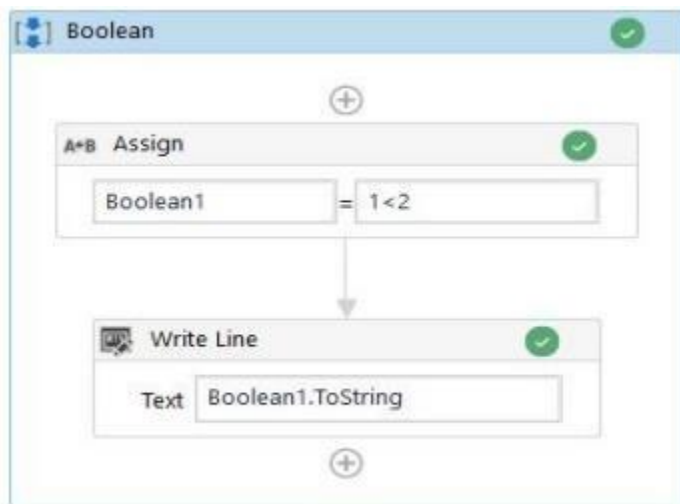 Boolean
A+B Assign
Boolean1 = 1<2
Write Line
Text Boolean1.ToString